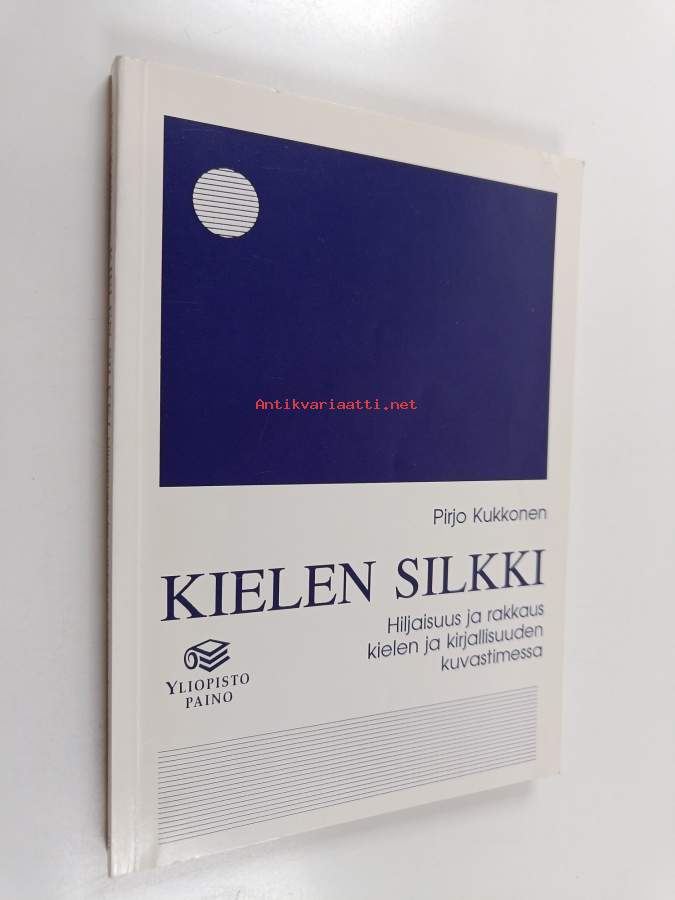 Antikvariaatti.net
Pirjo Kukkonen
KIELEN SILKKI
Hiljaisuus ja rakkaus
kielen ja kirjallisuuden
kuvastimessa
YLIOPISTO
PAINO